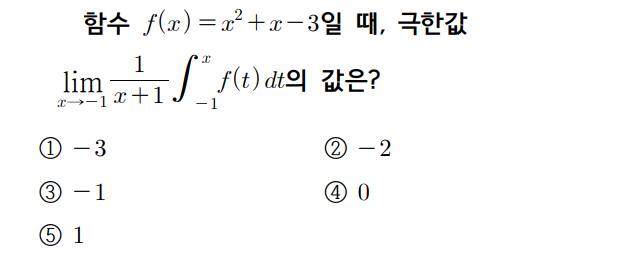 함수 f(x)=x²+x−3일 때, 극한값
lim_{x→−1} \frac{1}{x+1} ∫_{−1}^{x} f(t) dt의 값은?
① −3 ② −2
③ −1 ④ 0
⑤ 1